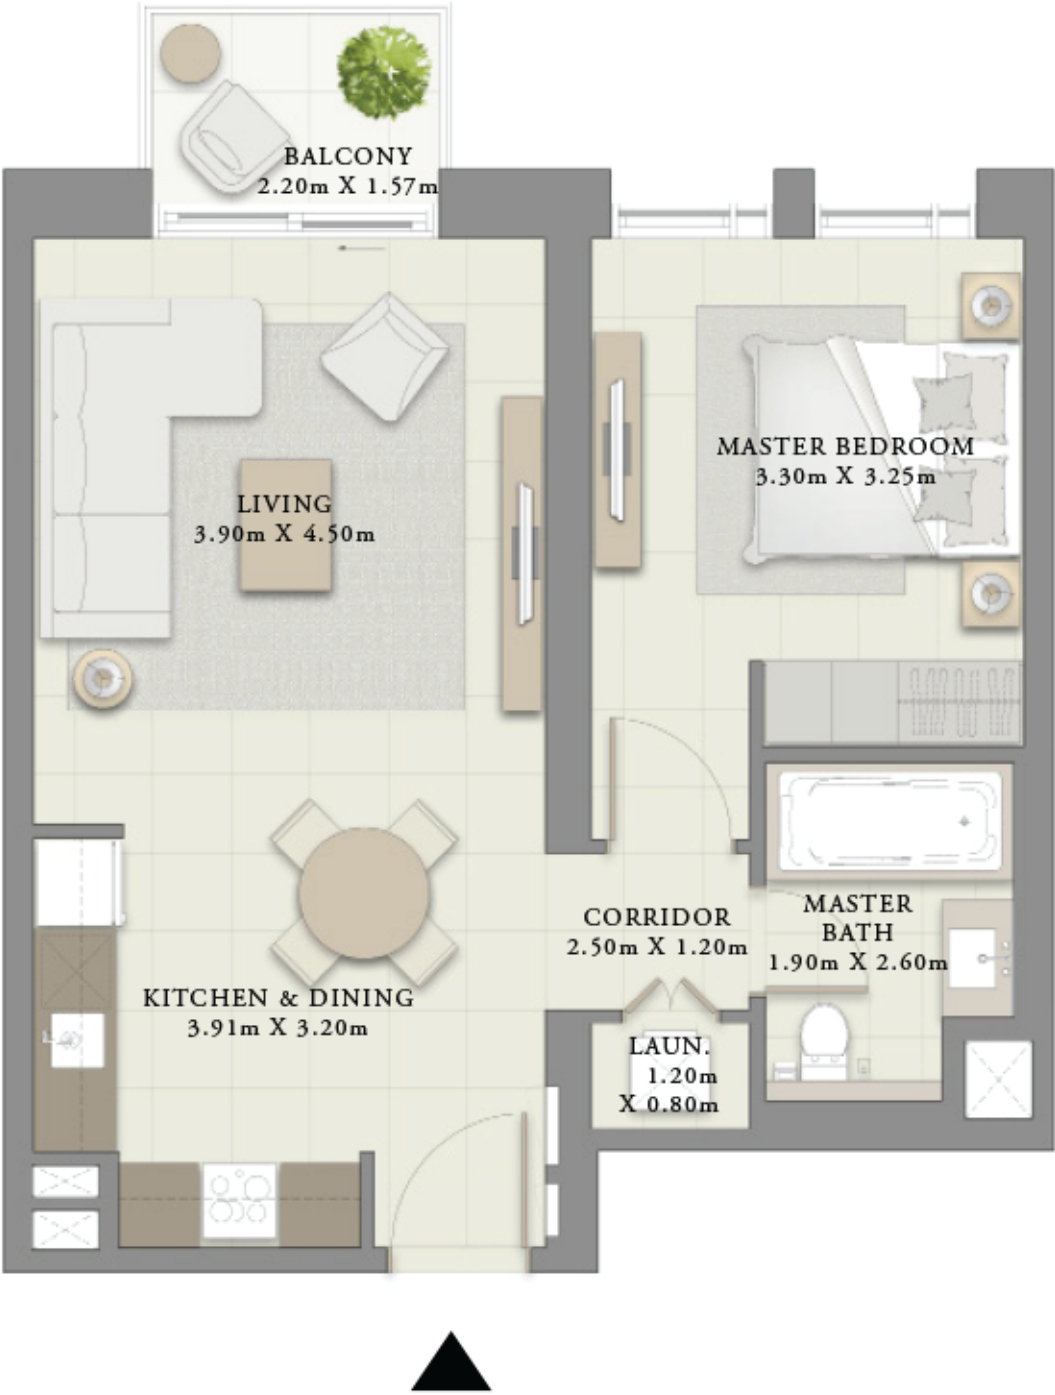 BALCONY
2.20m X 1.57m
MASTER BEDROOM
3.30m X 3.25m
LIVING
3.90m X 4.50m
CORRIDOR
2.50m X 1.20m
MASTER
BATH
1.90m X 2.60m
KITCHEN & DINING
3.91m X 3.20m
LAUN.
1.20m
X 0.80m